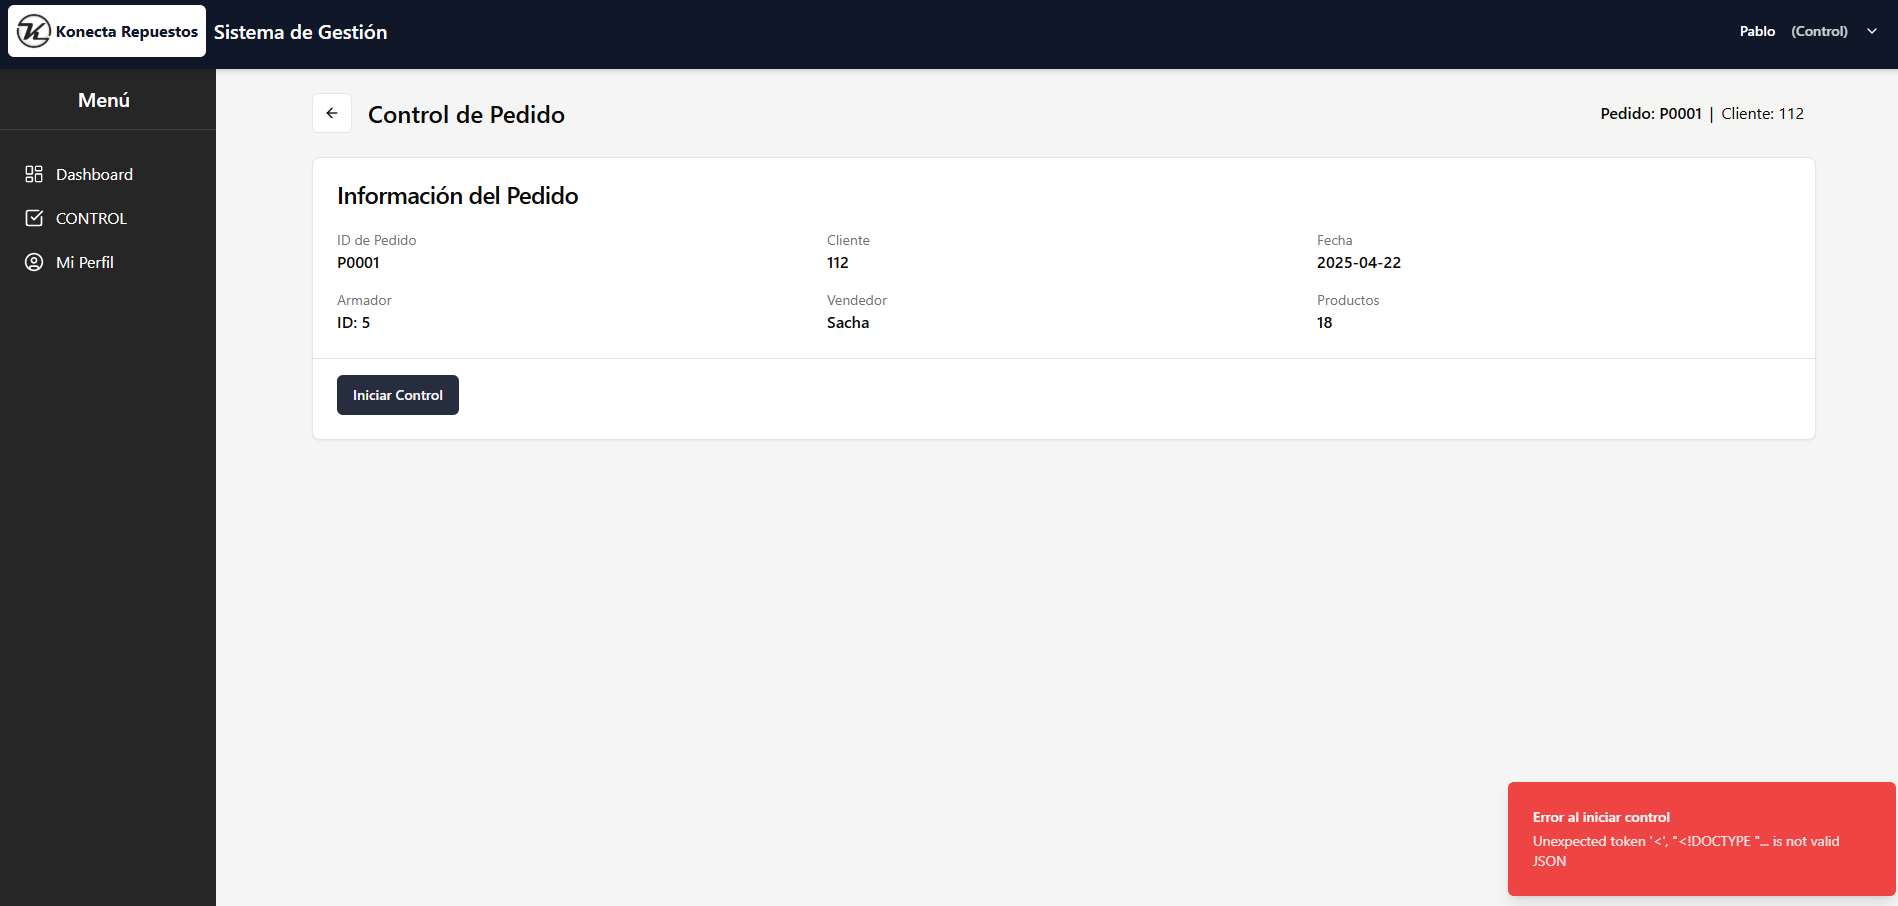 Konecta Repuestos
Sistema de Gestión
Pablo (Control)
Menú
Dashboard
CONTROL
Mi Perfil
Control de Pedido
Pedido: P0001 | Cliente: 112
Información del Pedido
ID de Pedido
P0001
Cliente
112
Fecha
2025-04-22
Armador
ID: 5
Vendedor
Sacha
Productos
18
Iniciar Control
Error al iniciar control
Unexpected token '<', "<!DOCTYPE "... is not valid
JSON